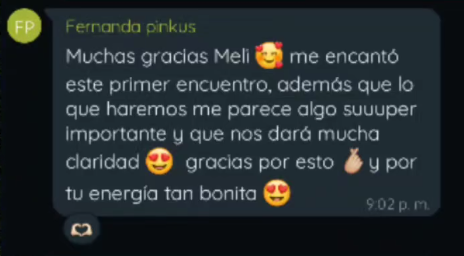 FP
Fernanda pinkus
Muchas gracias Meli 🥰 me encantó
este primer encuentro, además que lo
que haremos me parece algo suuuper
importante y que nos dará mucha
claridad 😍 gracias por esto 🫰🏼 y por
tu energía tan bonita 😍
9:02 p. m.